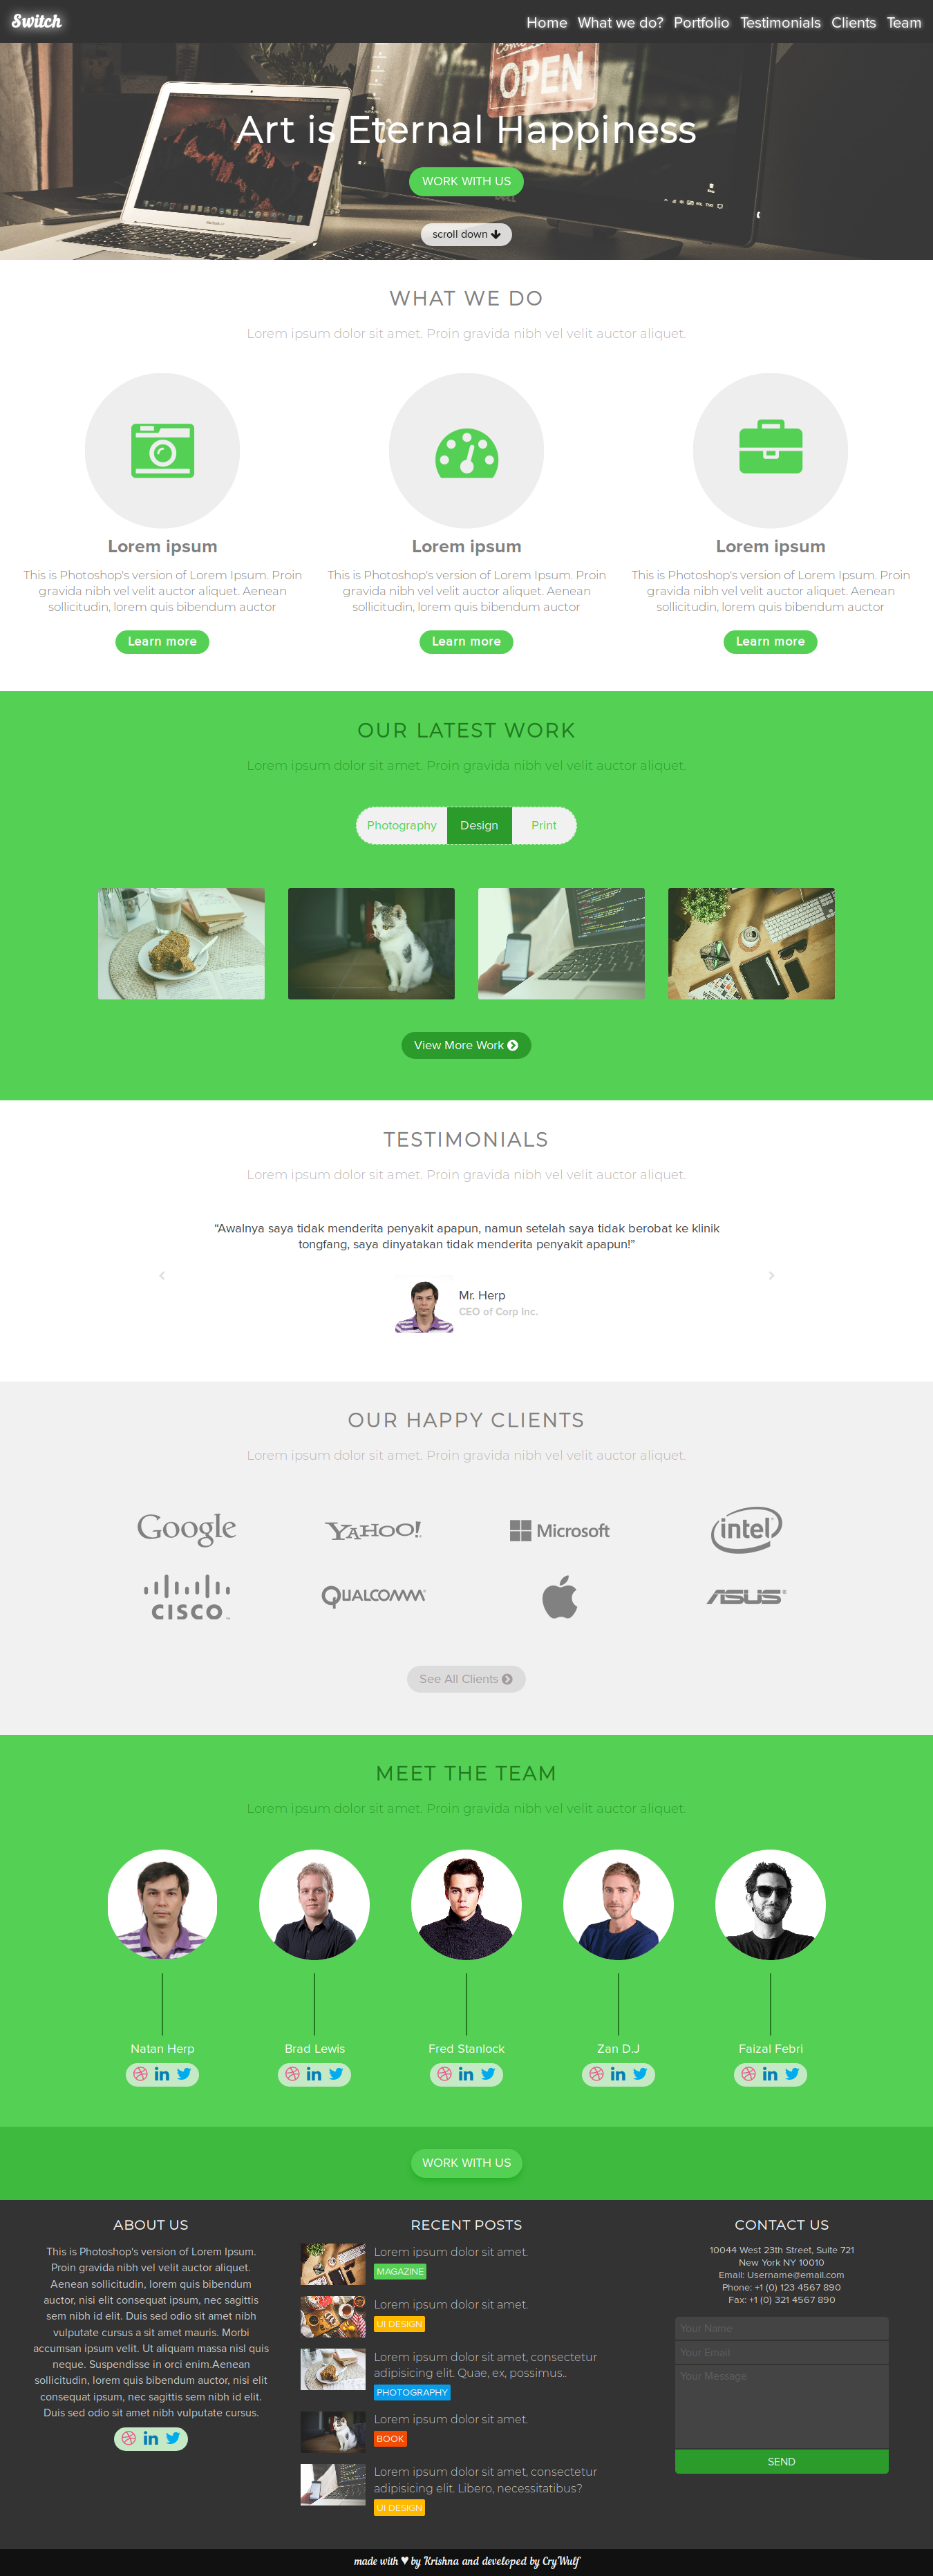 Switch
Home What we do? Portfolio Testimonials Clients Team
OPEN
Art is Eternal Happiness
WORK WITH US
scroll down
WHAT WE DO
Lorem ipsum dolor sit amet. Proin gravida nibh vel velit auctor aliquet.
Lorem ipsum
This is Photoshop's version of Lorem Ipsum. Proin
gravida nibh vel velit auctor aliquet. Aenean
sollicitudin, lorem quis bibendum auctor
Learn more
Lorem ipsum
This is Photoshop's version of Lorem Ipsum. Proin
gravida nibh vel velit auctor aliquet. Aenean
sollicitudin, lorem quis bibendum auctor
Learn more
Lorem ipsum
This is Photoshop's version of Lorem Ipsum. Proin
gravida nibh vel velit auctor aliquet. Aenean
sollicitudin, lorem quis bibendum auctor
Learn more
OUR LATEST WORK
Lorem ipsum dolor sit amet. Proin gravida nibh vel velit auctor aliquet.
Photography Design Print
View More Work
TESTIMONIALS
Lorem ipsum dolor sit amet. Proin gravida nibh vel velit auctor aliquet.
“Awalnya saya tidak menderita penyakit apapun, namun setelah saya tidak berobat ke klinik
tongfang, saya dinyatakan tidak menderita penyakit apapun!”
Mr. Herp
CEO of Corp Inc.
OUR HAPPY CLIENTS
Lorem ipsum dolor sit amet. Proin gravida nibh vel velit auctor aliquet.
Google YAHOO! Microsoft intel
CISCO QUALCOMM ASUS
See All Clients
MEET THE TEAM
Lorem ipsum dolor sit amet. Proin gravida nibh vel velit auctor aliquet.
Natan Herp
Brad Lewis
Fred Stanlock
Zan D.J
Faizal Febri
WORK WITH US
ABOUT US
This is Photoshop's version of Lorem Ipsum.
Proin gravida nibh vel velit auctor aliquet.
Aenean sollicitudin, lorem quis bibendum
auctor, nisi elit consequat ipsum, nec sagittis
sem nibh id elit. Duis sed odio sit amet nibh
vulputate cursus a sit amet mauris. Morbi
accumsan ipsum velit. Ut aliquam massa nisl quis
neque. Suspendisse in orci enim.Aenean
sollicitudin, lorem quis bibendum auctor, nisi elit
consequat ipsum, nec sagittis sem nibh id elit.
Duis sed odio sit amet nibh vulputate cursus.
RECENT POSTS
Lorem ipsum dolor sit amet.
MAGAZINE
Lorem ipsum dolor sit amet.
UI DESIGN
Lorem ipsum dolor sit amet, consectetur
adipisicing elit. Quae, ex, possimus..
PHOTOGRAPHY
Lorem ipsum dolor sit amet.
BOOK
Lorem ipsum dolor sit amet, consectetur
adipisicing elit. Libero, necessitatibus?
UI DESIGN
CONTACT US
10044 West 23th Street, Suite 721
New York NY 10010
Email: Username@email.com
Phone: +1 (0) 123 4567 890
Fax: +1 (0) 321 4567 890
Your Name
Your Email
Your Message
SEND
made with ♥ by Krishna and developed by CryWulf